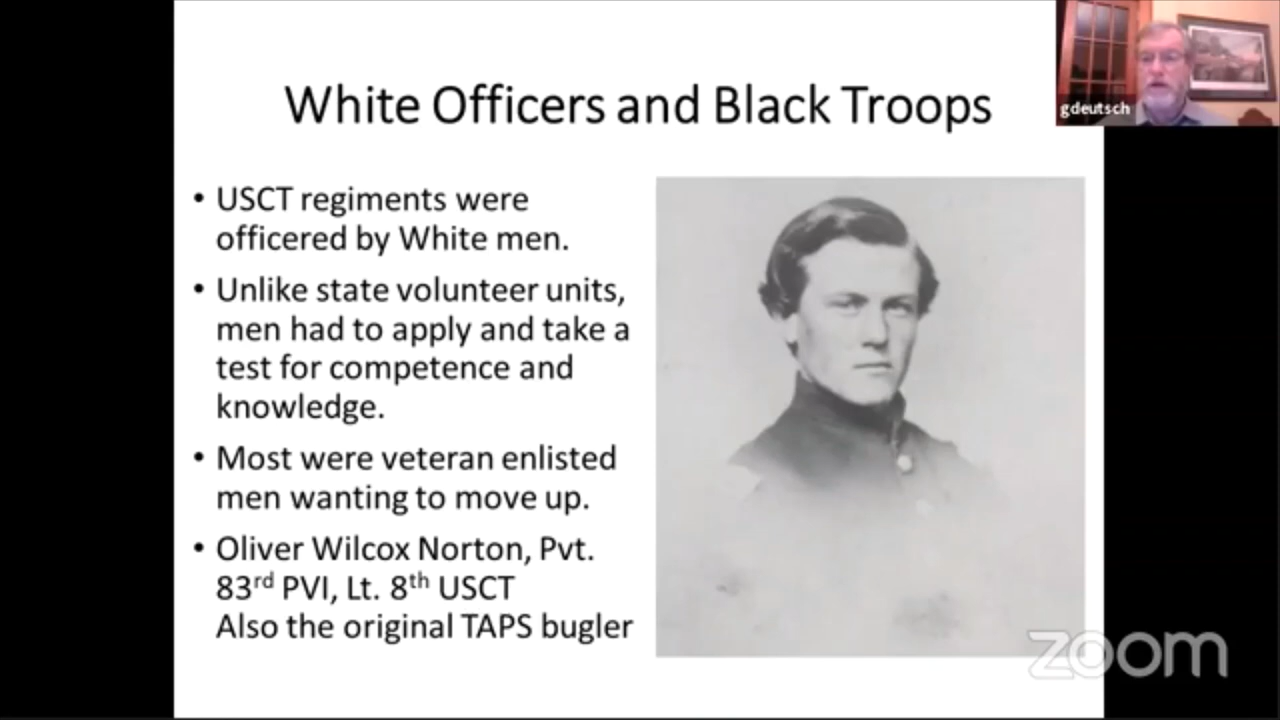 White Officers and Black Troops
gdeutsch
• USCT regiments were
officered by White men.
• Unlike state volunteer units,
men had to apply and take a
test for competence and
knowledge.
• Most were veteran enlisted
men wanting to move up.
• Oliver Wilcox Norton, Pvt.
83rd PVI, Lt. 8th USCT
Also the original TAPS bugler
zoom